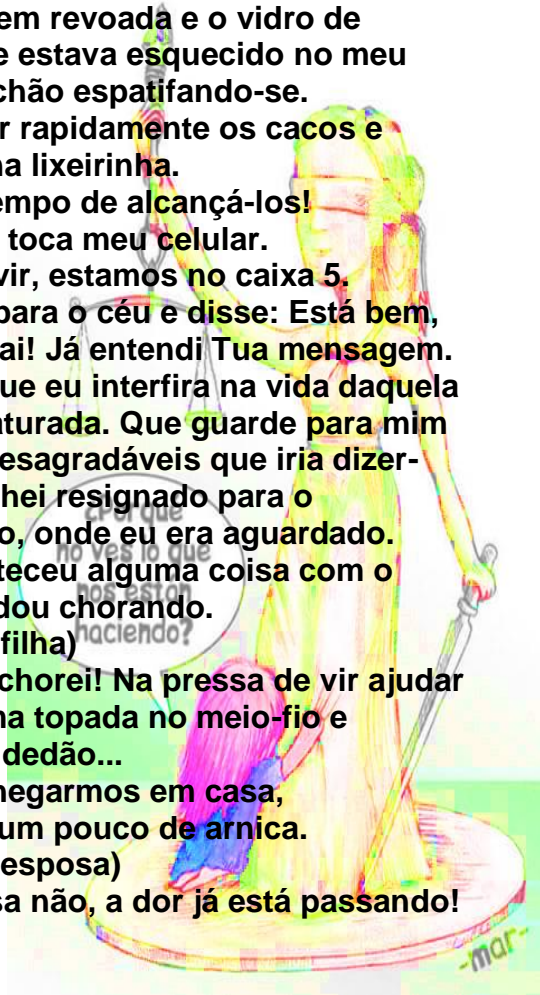 em revoada e o vidro de
e estava esquecido no meu
chão espatifando-se.
r rapidamente os cacos e
na lixeirinha.
empo de alcançá-los!
toca meu celular.
vir, estamos no caixa 5.
para o céu e disse: Está bem,
ai! Já entendi Tua mensagem.
ue eu interfira na vida daquela
aturada. Que guarde para mim
esagradáveis que iria dizer-
hei resignado para o
o, onde eu era aguardado.
teceu alguma coisa com o
dou chorando.
filha)
chorei! Na pressa de vir ajudar
na topada no meio-fio e
dedão...
hegarmos em casa,
um pouco de arnica.
esposa)
sa não, a dor já está passando!
¿Por qué
no ves lo que
nos están
haciendo?
-mar-